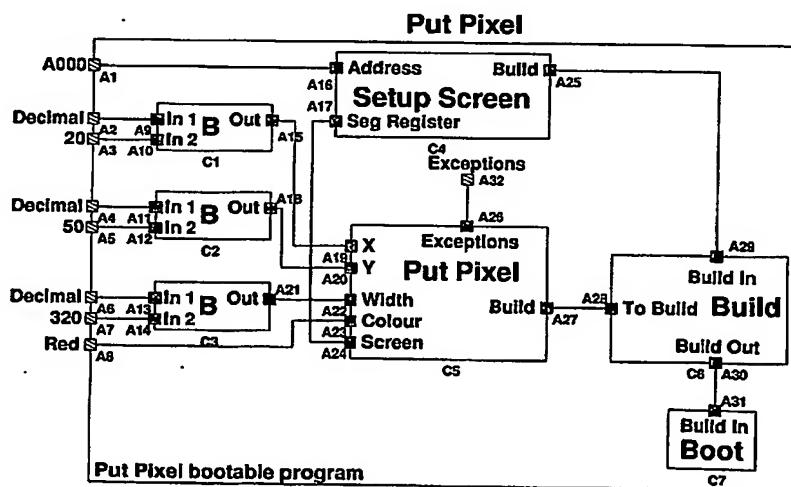 Put Pixel
A000
A1
A16
Address
Build
A25
Setup Screen
A17
Seg Register
C4
Decimal
A2
A9
In 1
B
Out
A15
20
A3
A10
In 2
C1
Exceptions
A32
Decimal
A4
A11
In 1
B
Out
A18
50
A5
A12
In 2
C2
A26
Exceptions
X
A19
Put Pixel
Y
A20
Decimal
A6
A13
In 1
B
Out
A21
320
A7
A14
In 2
C3
Width
A22
Build
A27
Colour
A23
Red
A8
Screen
A24
C5
A29
Build In
A28
To Build
Build
Build Out
C6
A30
A31
Build In
Boot
C7
Put Pixel bootable program